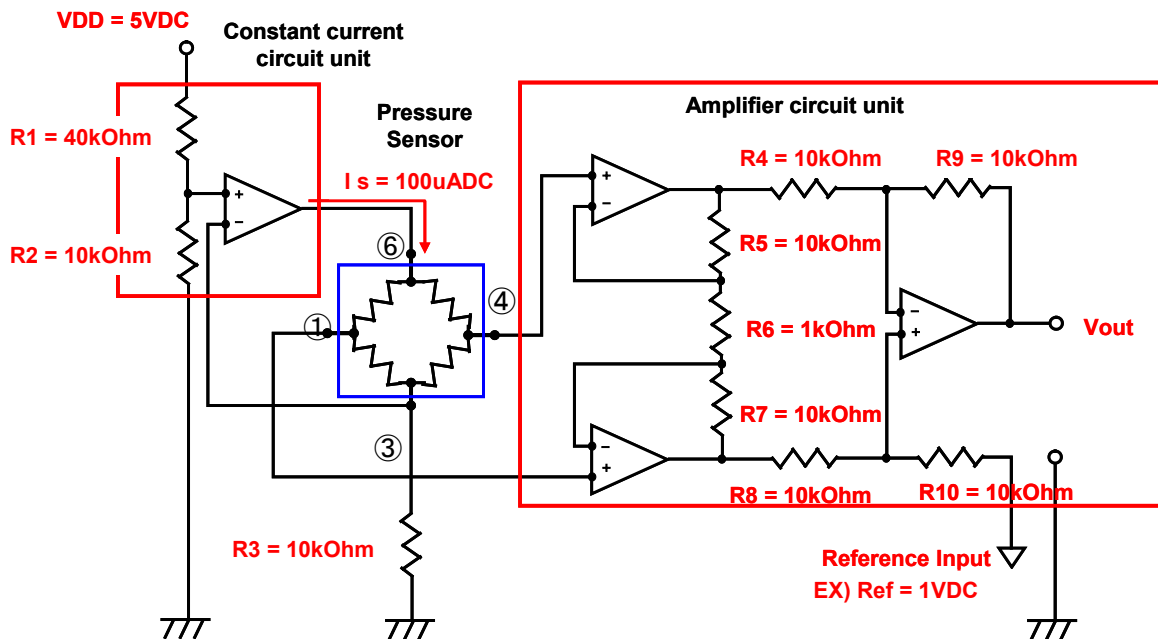 VDD = 5VDC
Constant current
circuit unit
R1 = 40kOhm
+
−
R2 = 10kOhm
Pressure
Sensor
I s = 100uADC
⑥
①
④
③
R3 = 10kOhm
Amplifier circuit unit
+
−
R4 = 10kOhm
R9 = 10kOhm
R5 = 10kOhm
R6 = 1kOhm
−
+
Vout
R7 = 10kOhm
−
+
R8 = 10kOhm
R10 = 10kOhm
Reference Input
EX) Ref = 1VDC